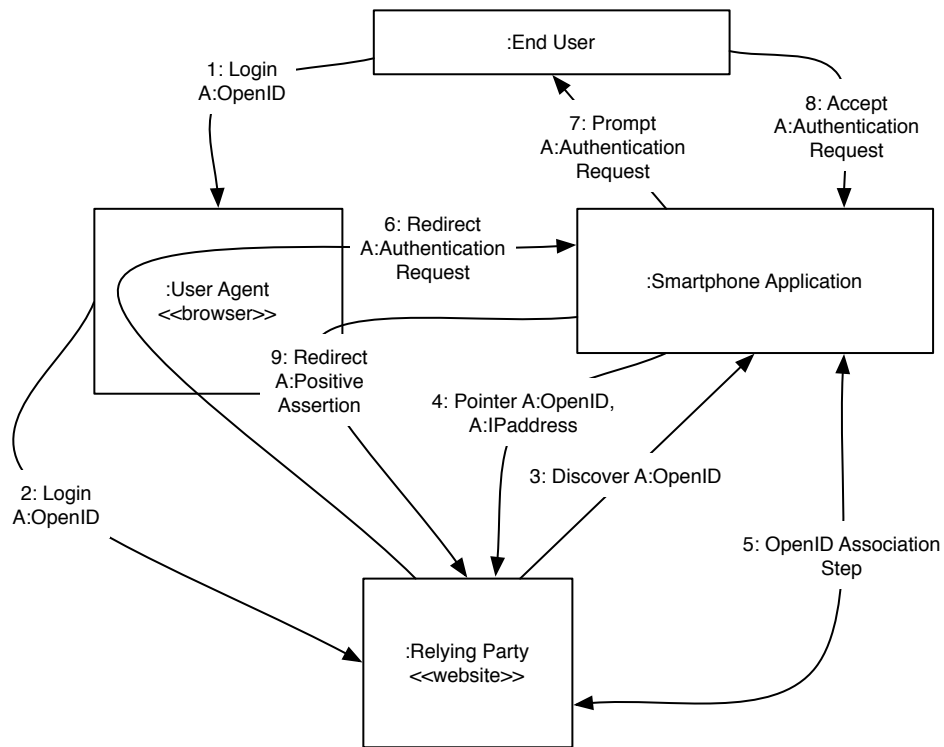 :End User
1: Login
A:OpenID
7: Prompt
A:Authentication
Request
8: Accept
A:Authentication
Request
6: Redirect
A:Authentication
Request
:User Agent
<<browser>>
:Smartphone Application
9: Redirect
A:Positive
Assertion
4: Pointer A:OpenID,
A:IPaddress
3: Discover A:OpenID
2: Login
A:OpenID
5: OpenID Association
Step
:Relying Party
<<website>>